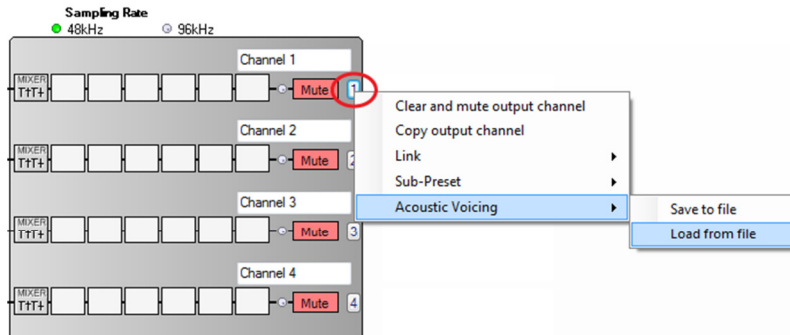 Sampling Rate
48kHz 96kHz
Channel 1
MIXER
Mute 1
Clear and mute output channel
Copy output channel
Link
Sub-Preset
Acoustic Voicing
Save to file
Load from file
Channel 2
MIXER
Mute 2
Channel 3
MIXER
Mute 3
Channel 4
MIXER
Mute 4